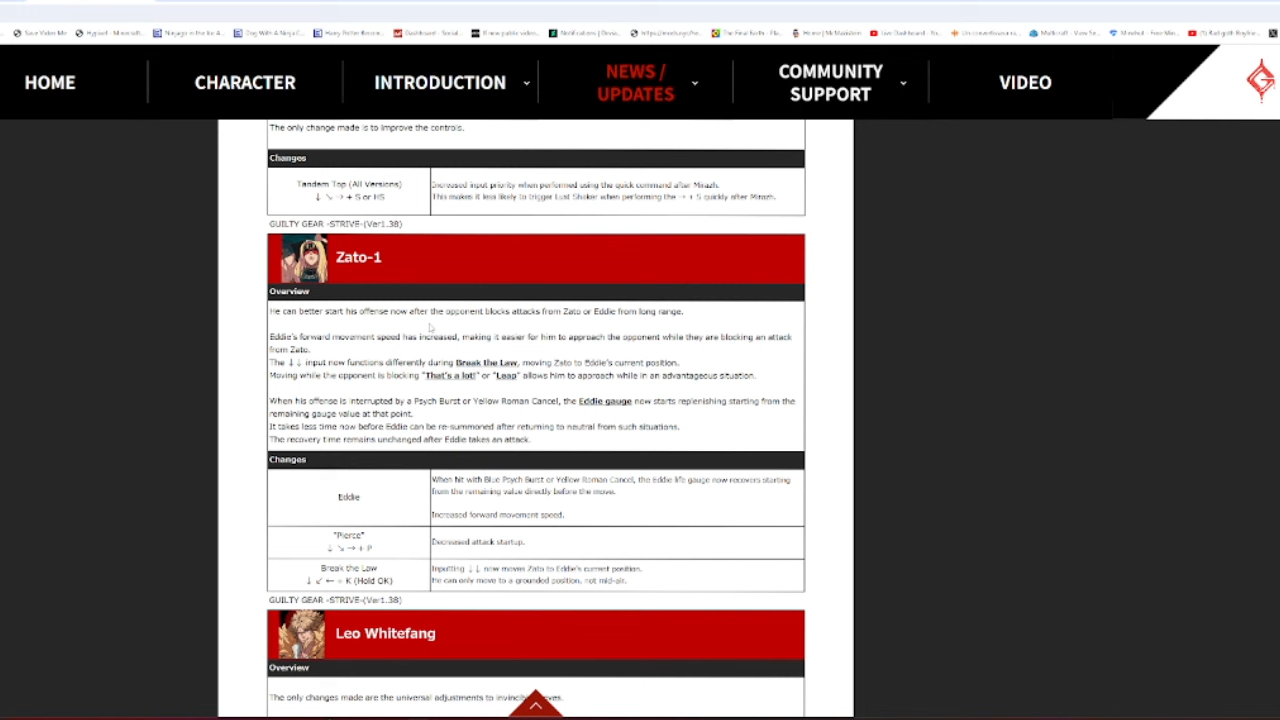 HOME
CHARACTER
INTRODUCTION
NEWS /
UPDATES
COMMUNITY
SUPPORT
VIDEO
The only change made is to improve the controls.
Changes
Tandem Top (All Versions)
↓ ↘ → + S or HS
Increased input priority when performed using the quick command after Mirazh.
This makes it less likely to trigger Lust Shaker when performing the → + S quickly after Mirazh.
GUILTY GEAR -STRIVE-(Ver1.38)
Zato-1
Overview
He can better start his offense now after the opponent blocks attacks from Zato or Eddie from long range.
Eddie's forward movement speed has increased, making it easier for him to approach the opponent while they are blocking an attack
from Zato.
The ↓ ↓ input now functions differently during Break the Law, moving Zato to Eddie's current position.
Moving while the opponent is blocking "That's a lot!" or "Leap" allows him to approach while in an advantageous situation.
When his offense is interrupted by a Psych Burst or Yellow Roman Cancel, the Eddie gauge now starts replenishing starting from the
remaining gauge value at that point.
It takes less time now before Eddie can be re-summoned after returning to neutral from such situations.
The recovery time remains unchanged after Eddie takes an attack.
Changes
Eddie
When hit with Blue Psych Burst or Yellow Roman Cancel, the Eddie life gauge now recovers starting
from the remaining value directly before the move.
Increased forward movement speed.
"Pierce"
↓ ↘ → + P
Decreased attack startup.
Break the Law
↓ ↙ ← + K (Hold OK)
Inputting ↓ ↓ now moves Zato to Eddie's current position.
He can only move to a grounded position, not mid-air.
GUILTY GEAR -STRIVE-(Ver1.38)
Leo Whitefang
Overview
The only changes made are the universal adjustments to